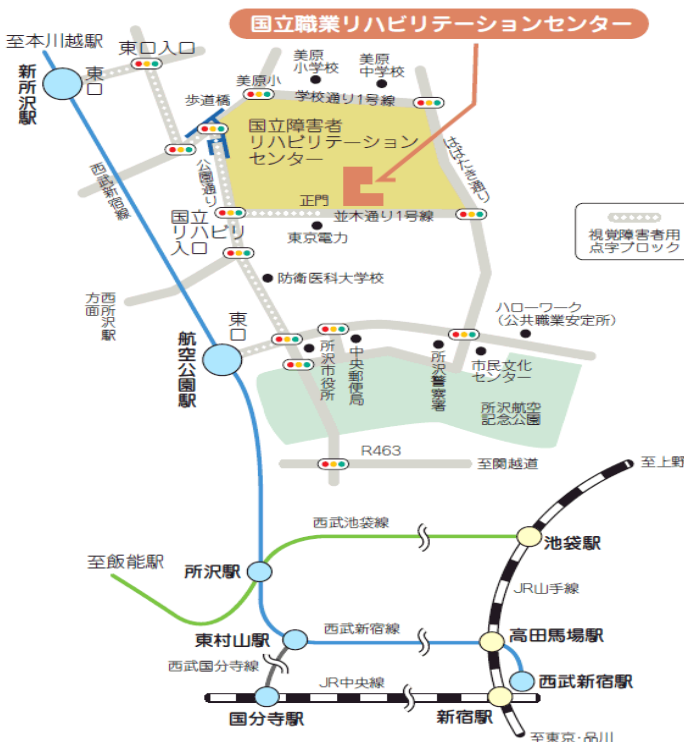 国立職業リハビリテーションセンター
至本川越駅
東口入口
新所沢駅
東口
美原
小学校
美原
中学校
美原小
学校通り1号線
歩道橋
国立障害者
リハビリテーション
センター
公園通り
西武新宿線
はなみずき通り
正門
並木通り1号線
国立
リハビリ
入口
東京電力
視覚障害者用
点字ブロック
防衛医科大学校
西所沢駅
方面
東口
航空公園駅
ハローワーク
(公共職業安定所)
所沢市役所
中央郵便局
所沢警察署
市民文化
センター
所沢航空
記念公園
R463
至関越道
至上野
西武池袋線
池袋駅
至飯能駅
所沢駅
JR山手線
東村山駅
西武新宿線
高田馬場駅
西武国分寺線
西武新宿駅
JR中央線
国分寺駅
新宿駅
至東京・品川